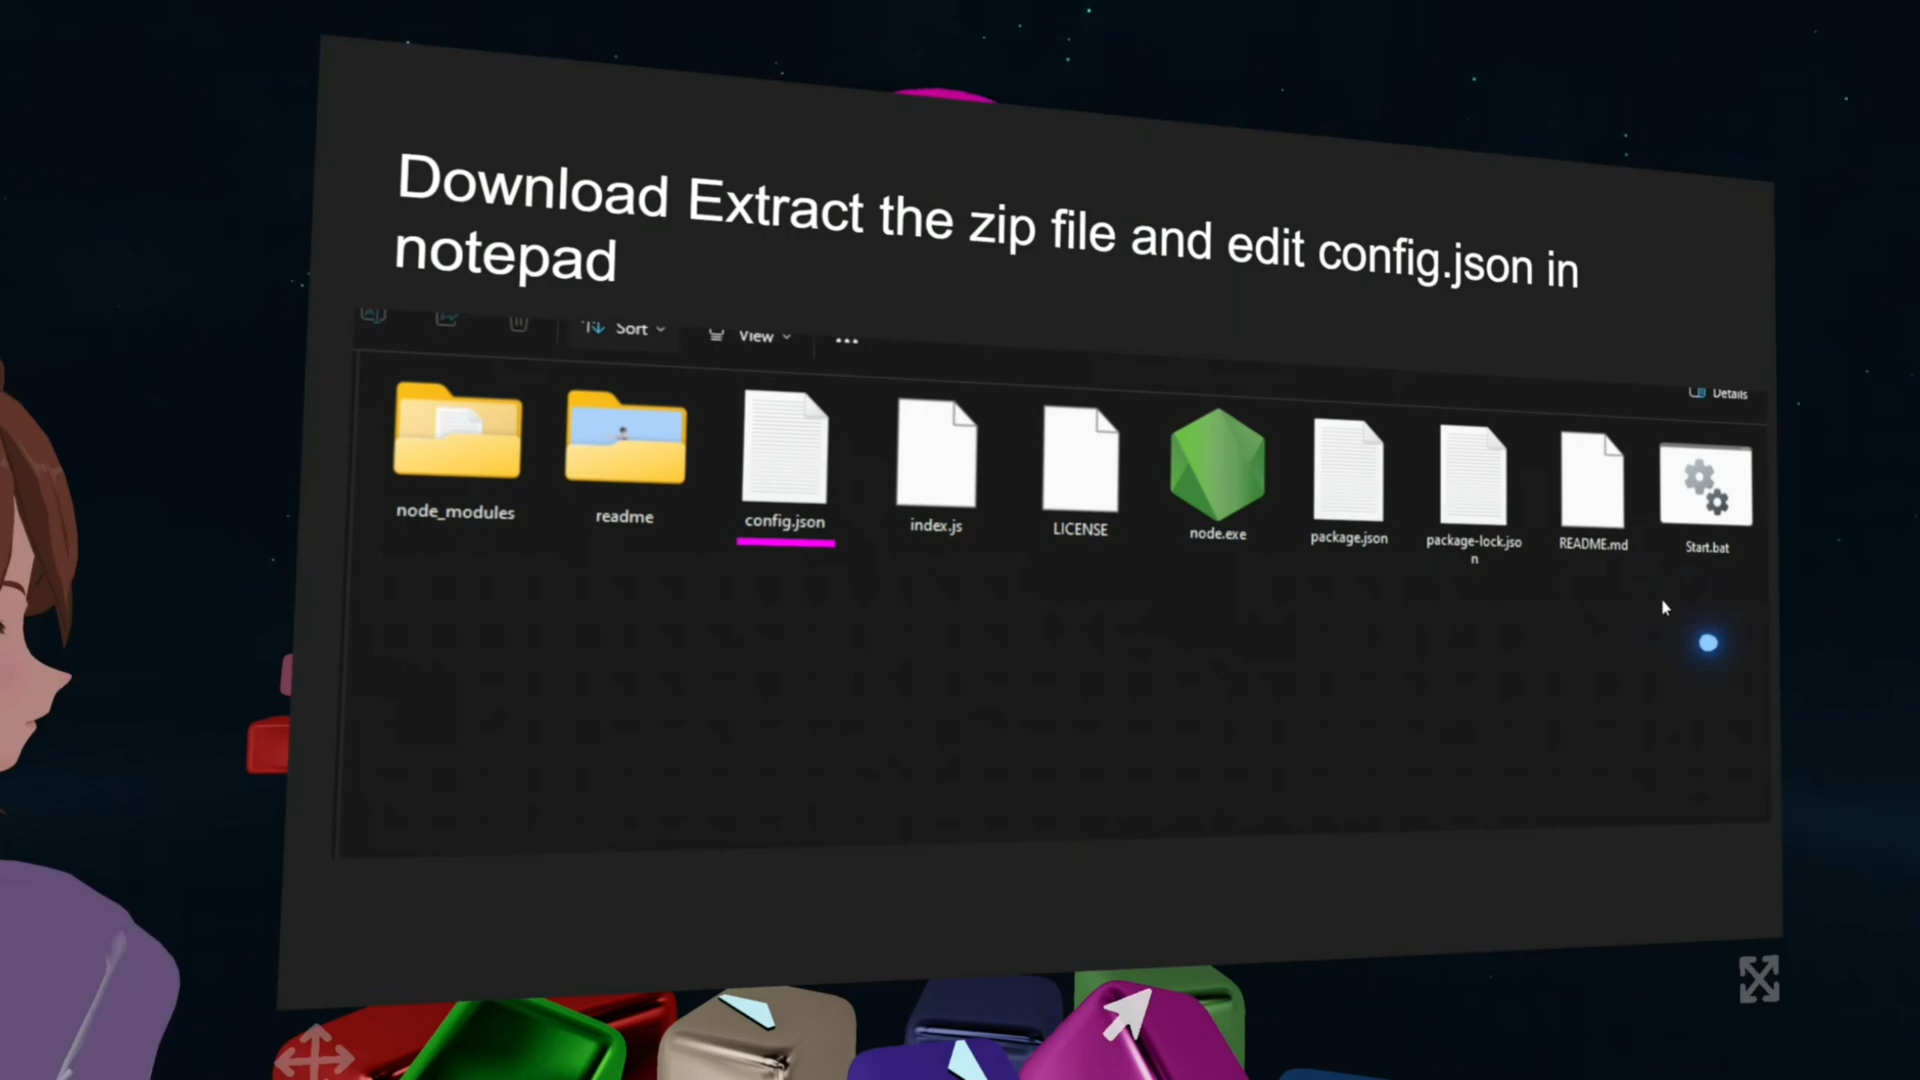 Download Extract the zip file and edit config.json in
notepad
Sort
View
Details
node_modules
readme
config.json
index.js
LICENSE
node.exe
package.json
package-lock.jso
n
README.md
Start.bat